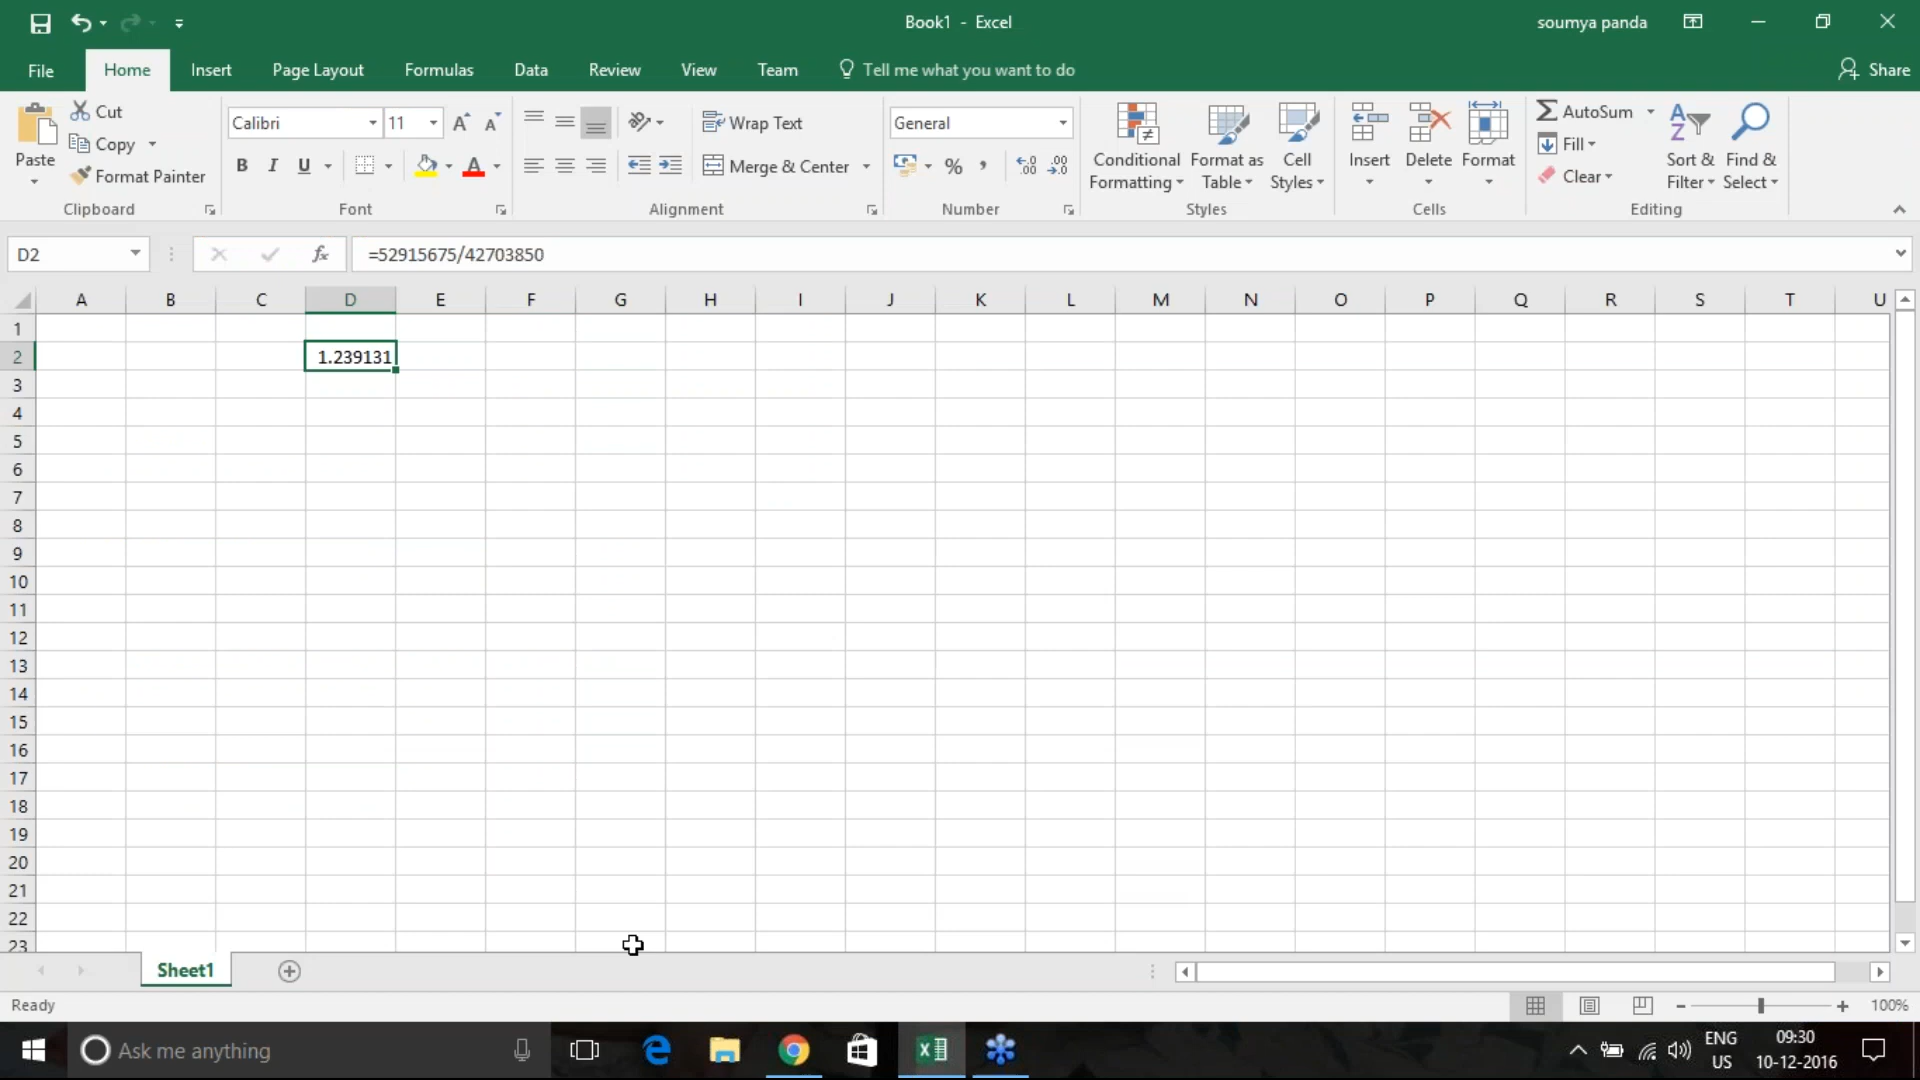 Book1 - Excel
soumya panda
File Home Insert Page Layout Formulas Data Review View Team Tell me what you want to do Share
Paste
Cut
Copy
Format Painter
Clipboard
Calibri 11
B I U
Font
Wrap Text
Merge & Center
Alignment
General
%
Number
Conditional Formatting
Format as Table
Cell Styles
Styles
Insert Delete Format
Cells
AutoSum
Fill
Clear
Sort & Filter
Find & Select
Editing
D2 fx =52915675/42703850
A B C D E F G H I J K L M N O P Q R S T U
1
2 1.239131
3
4
5
6
7
8
9
10
11
12
13
14
15
16
17
18
19
20
21
22
23
Sheet1
Ready 100%
Ask me anything
ENG
US
09:30
10-12-2016